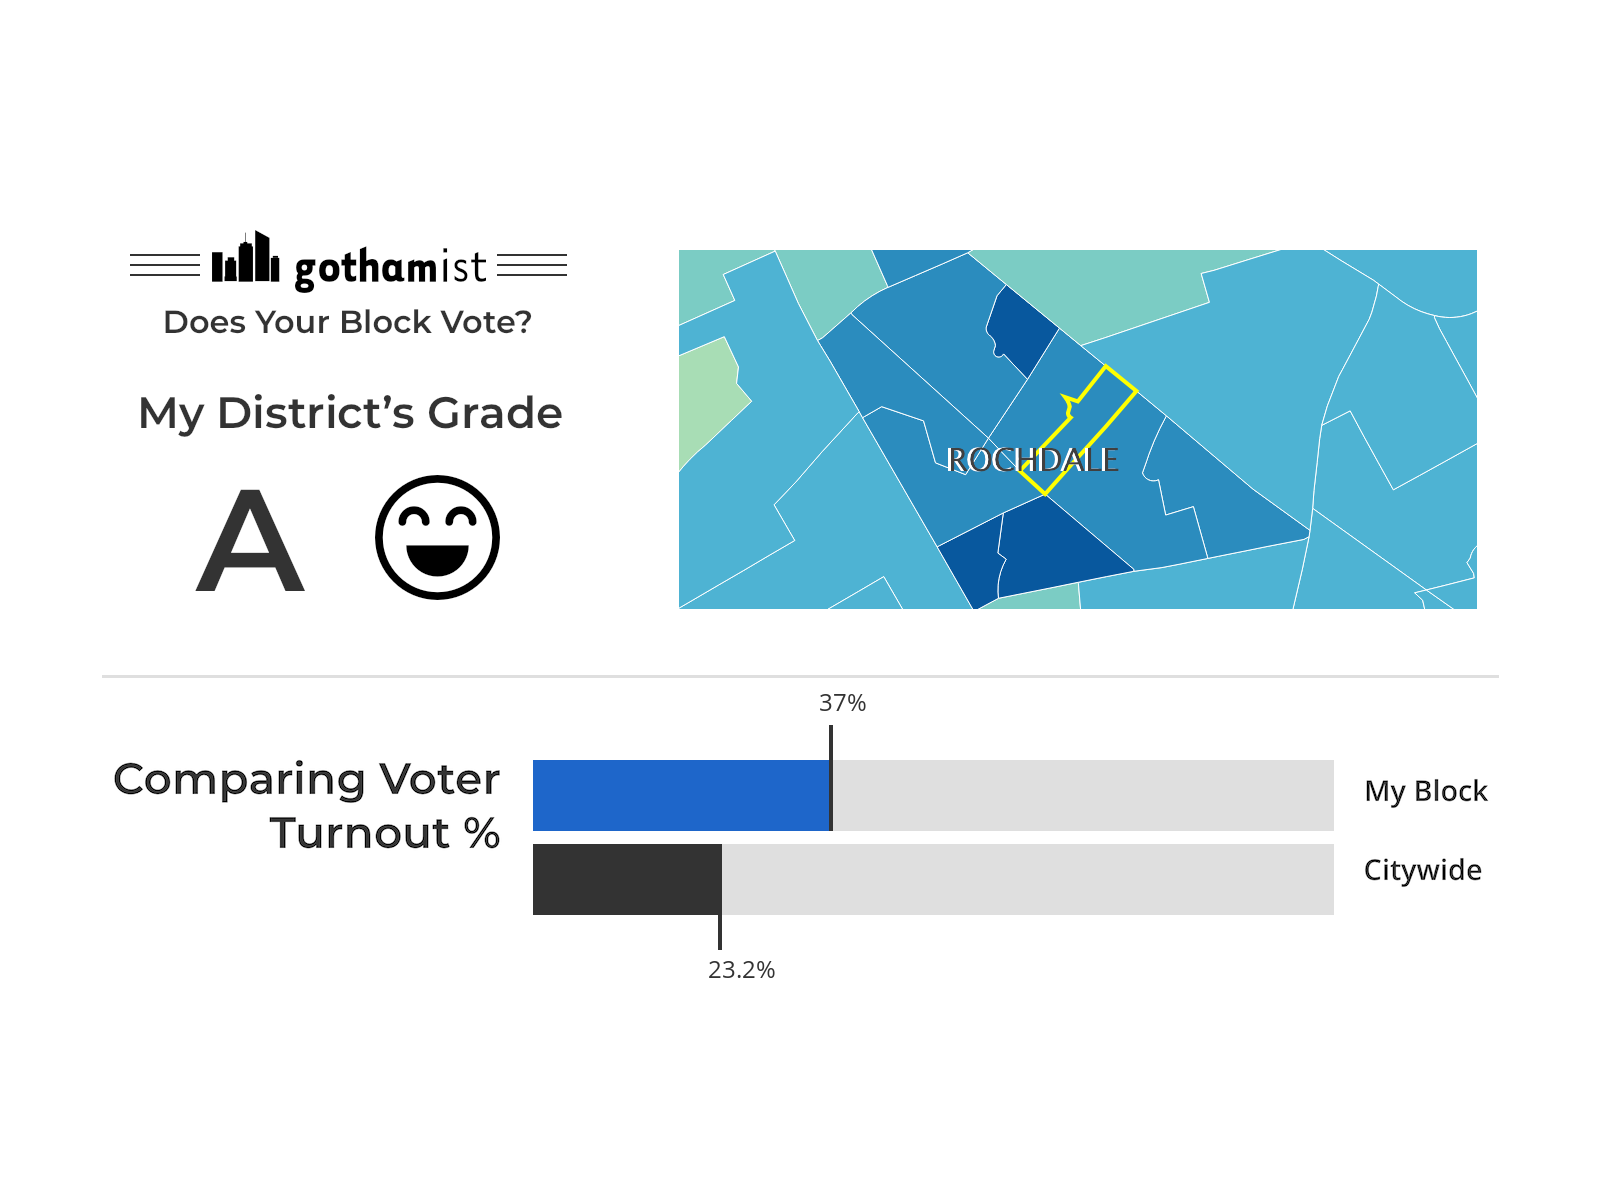 gothamist
Does Your Block Vote?
My District’s Grade
A
ROCHDALE
37%
Comparing Voter
Turnout %
My Block
Citywide
23.2%